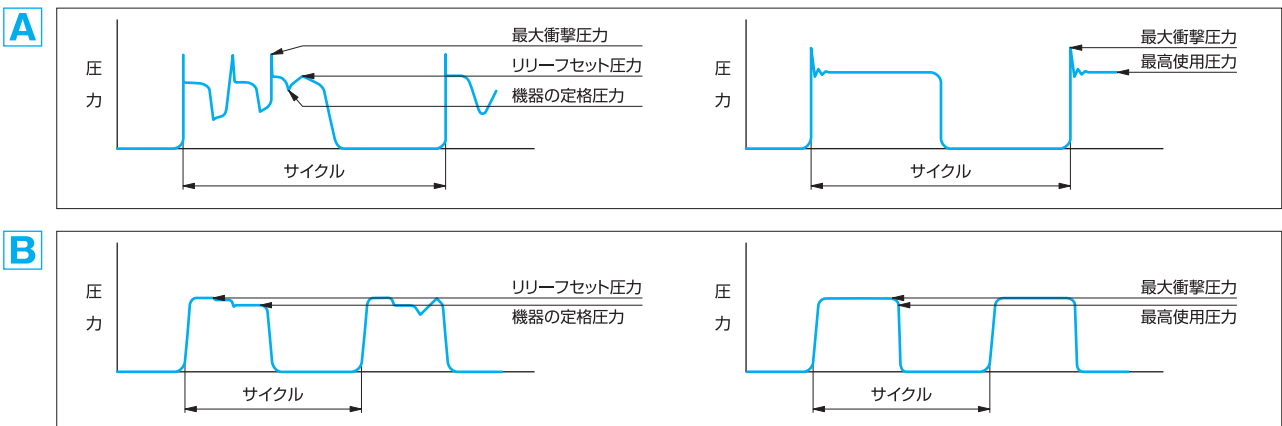 A
圧力
最大衝撃圧力
リリーフセット圧力
機器の定格圧力
サイクル
圧力
最大衝撃圧力
最高使用圧力
サイクル
B
圧力
リリーフセット圧力
機器の定格圧力
サイクル
圧力
最大衝撃圧力
最高使用圧力
サイクル